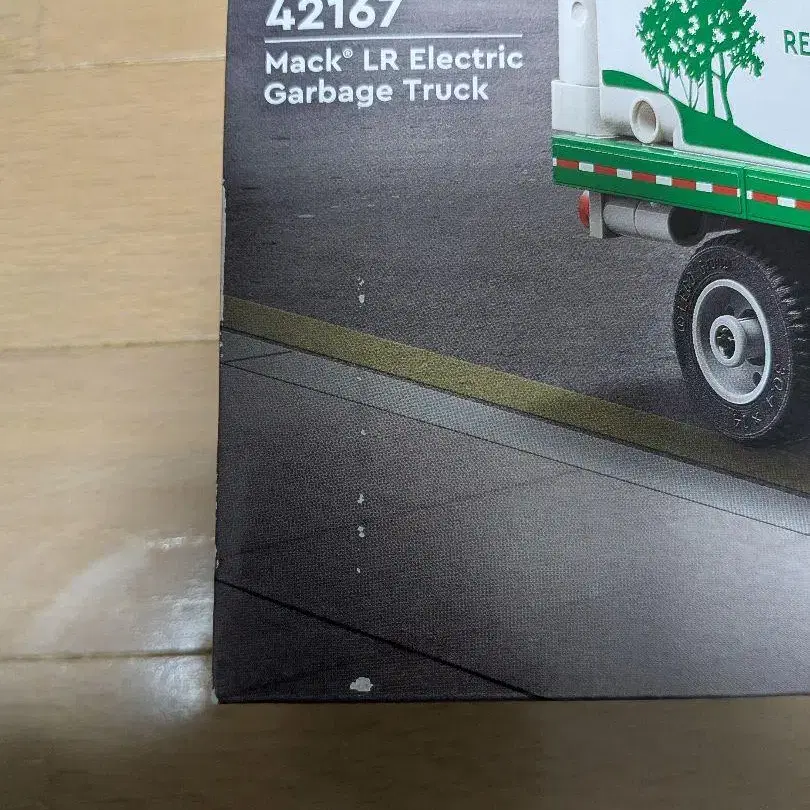 42167
Mack® LR Electric
Garbage Truck
RE